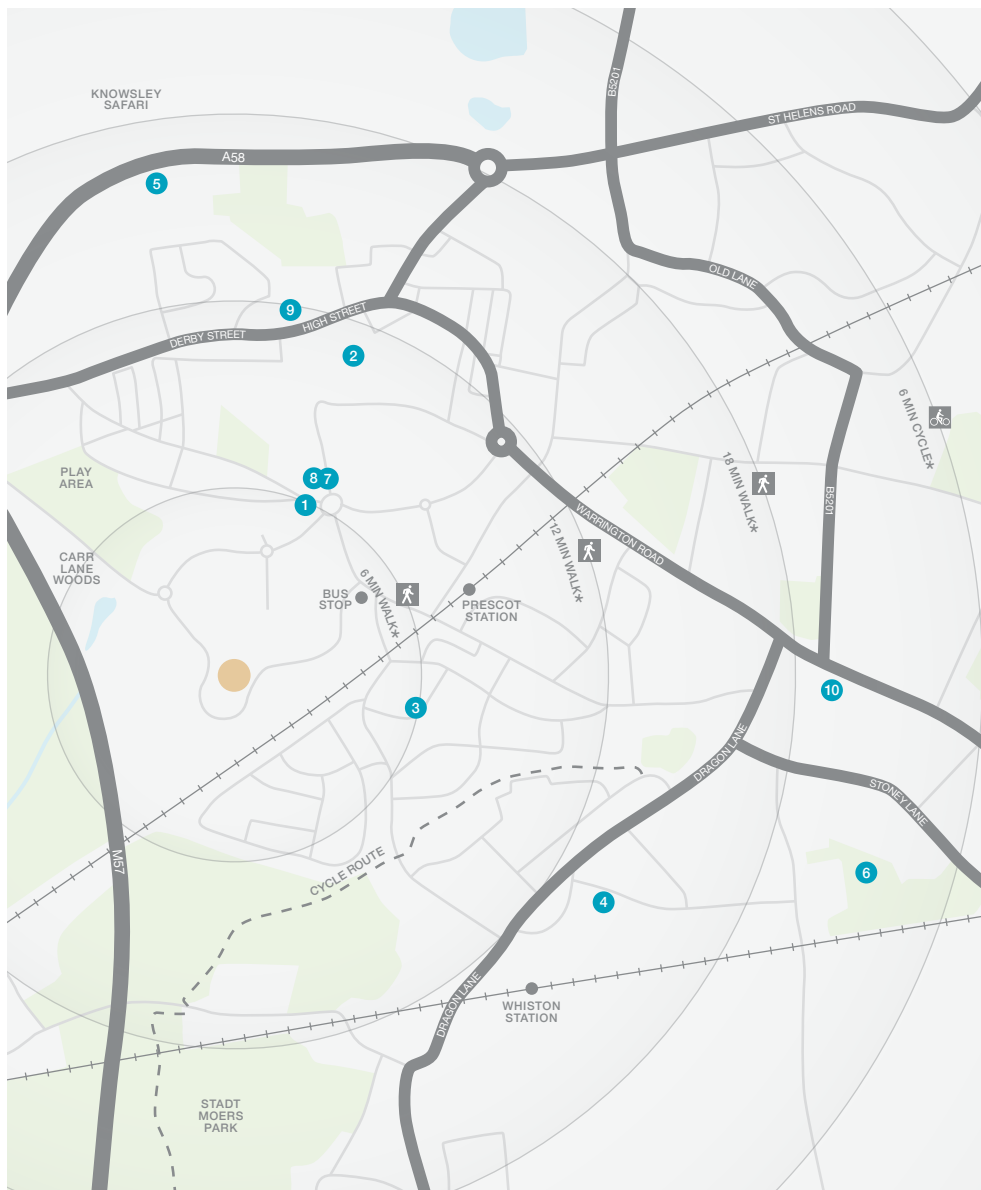 KNOWSLEY
SAFARI
B5201
ST HELENS ROAD
A58
5
OLD LANE
9
HIGH STREET
DERBY STREET
2
6 MIN CYCLE*
PLAY
AREA
8
7
1
18 MIN WALK*
B5201
WARRINGTON ROAD
12 MIN WALK*
CARR
LANE
WOODS
6 MIN WALK*
BUS
STOP
PRESCOT
STATION
10
3
DRAGON LANE
STONEY LANE
M57
CYCLE ROUTE
6
4
DRAGON LANE
WHISTON
STATION
STADT
MOERS
PARK